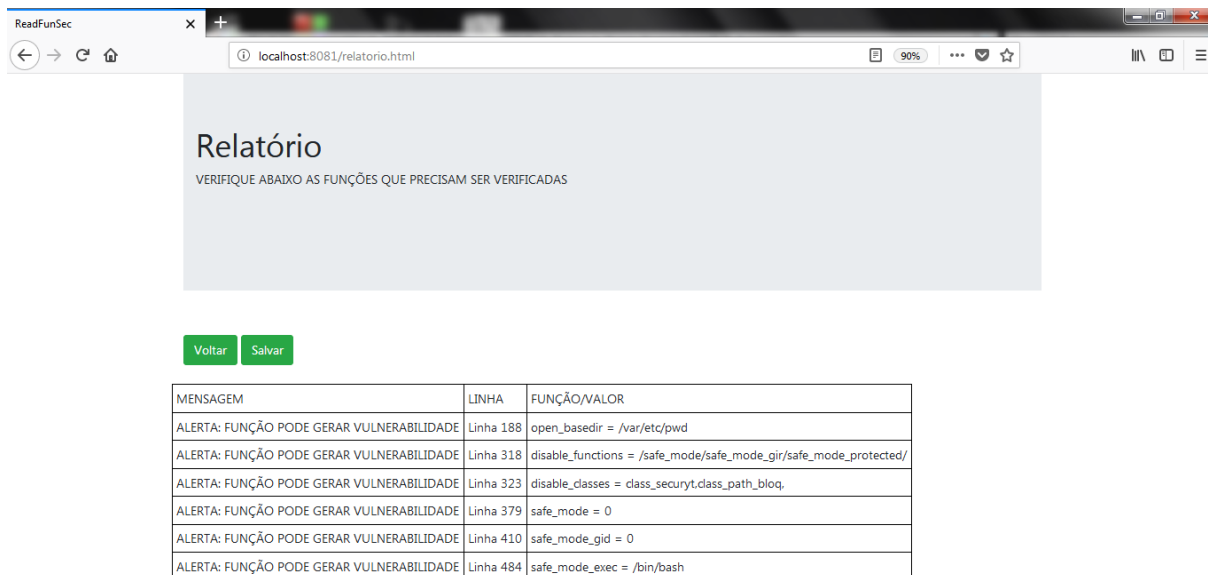 ReadFunSec
localhost:8081/relatorio.html
90%
Relatório
VERIFIQUE ABAIXO AS FUNÇÕES QUE PRECISAM SER VERIFICADAS
Voltar Salvar
MENSAGEM LINHA FUNÇÃO/VALOR
ALERTA: FUNÇÃO PODE GERAR VULNERABILIDADE Linha 188 open_basedir = /var/etc/pwd
ALERTA: FUNÇÃO PODE GERAR VULNERABILIDADE Linha 318 disable_functions = /safe_mode/safe_mode_gir/safe_mode_protected/
ALERTA: FUNÇÃO PODE GERAR VULNERABILIDADE Linha 323 disable_classes = class_securyt,class_path_bloq,
ALERTA: FUNÇÃO PODE GERAR VULNERABILIDADE Linha 379 safe_mode = 0
ALERTA: FUNÇÃO PODE GERAR VULNERABILIDADE Linha 410 safe_mode_gid = 0
ALERTA: FUNÇÃO PODE GERAR VULNERABILIDADE Linha 484 safe_mode_exec = /bin/bash